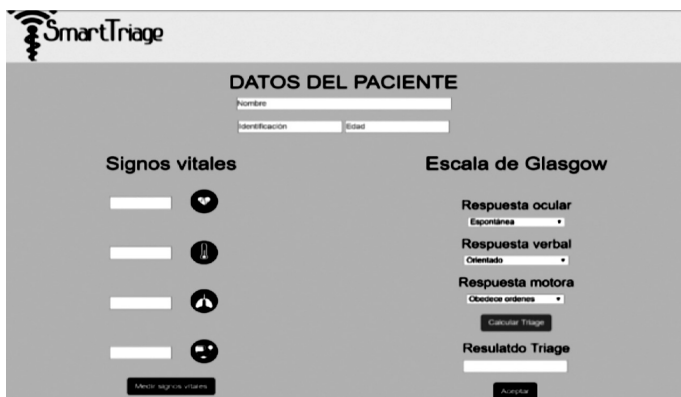 SmartTriage
DATOS DEL PACIENTE
Nombre
Identificación Edad
Signos vitales
Medir signos vitales
Escala de Glasgow
Respuesta ocular
Espontánea
Respuesta verbal
Orientado
Respuesta motora
Obedece ordenes
Calcular Triage
Resulatdo Triage
Aceptar